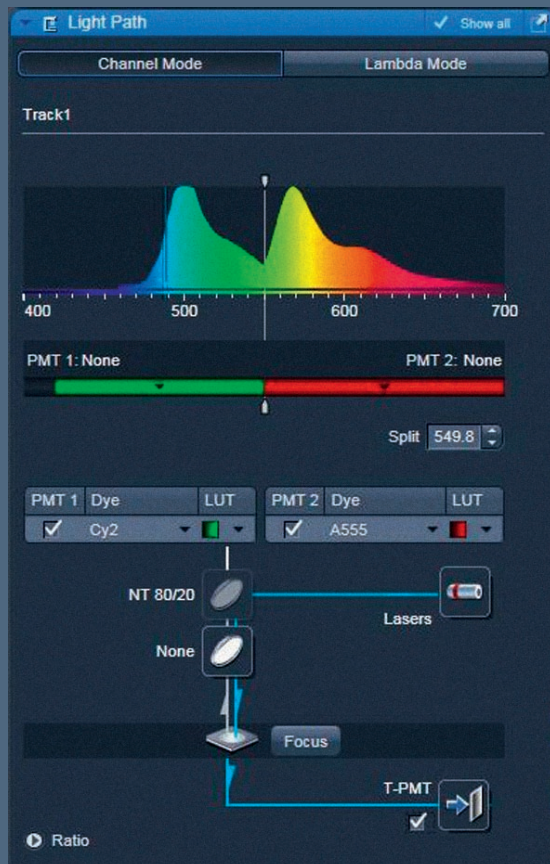 Light Path
Show all
Channel Mode
Lambda Mode
Track1
400 500 600 700
PMT 1: None
PMT 2: None
Split 549.8
PMT 1 Dye LUT
Cy2
PMT 2 Dye LUT
A555
NT 80/20
Lasers
None
Focus
T-PMT
Ratio